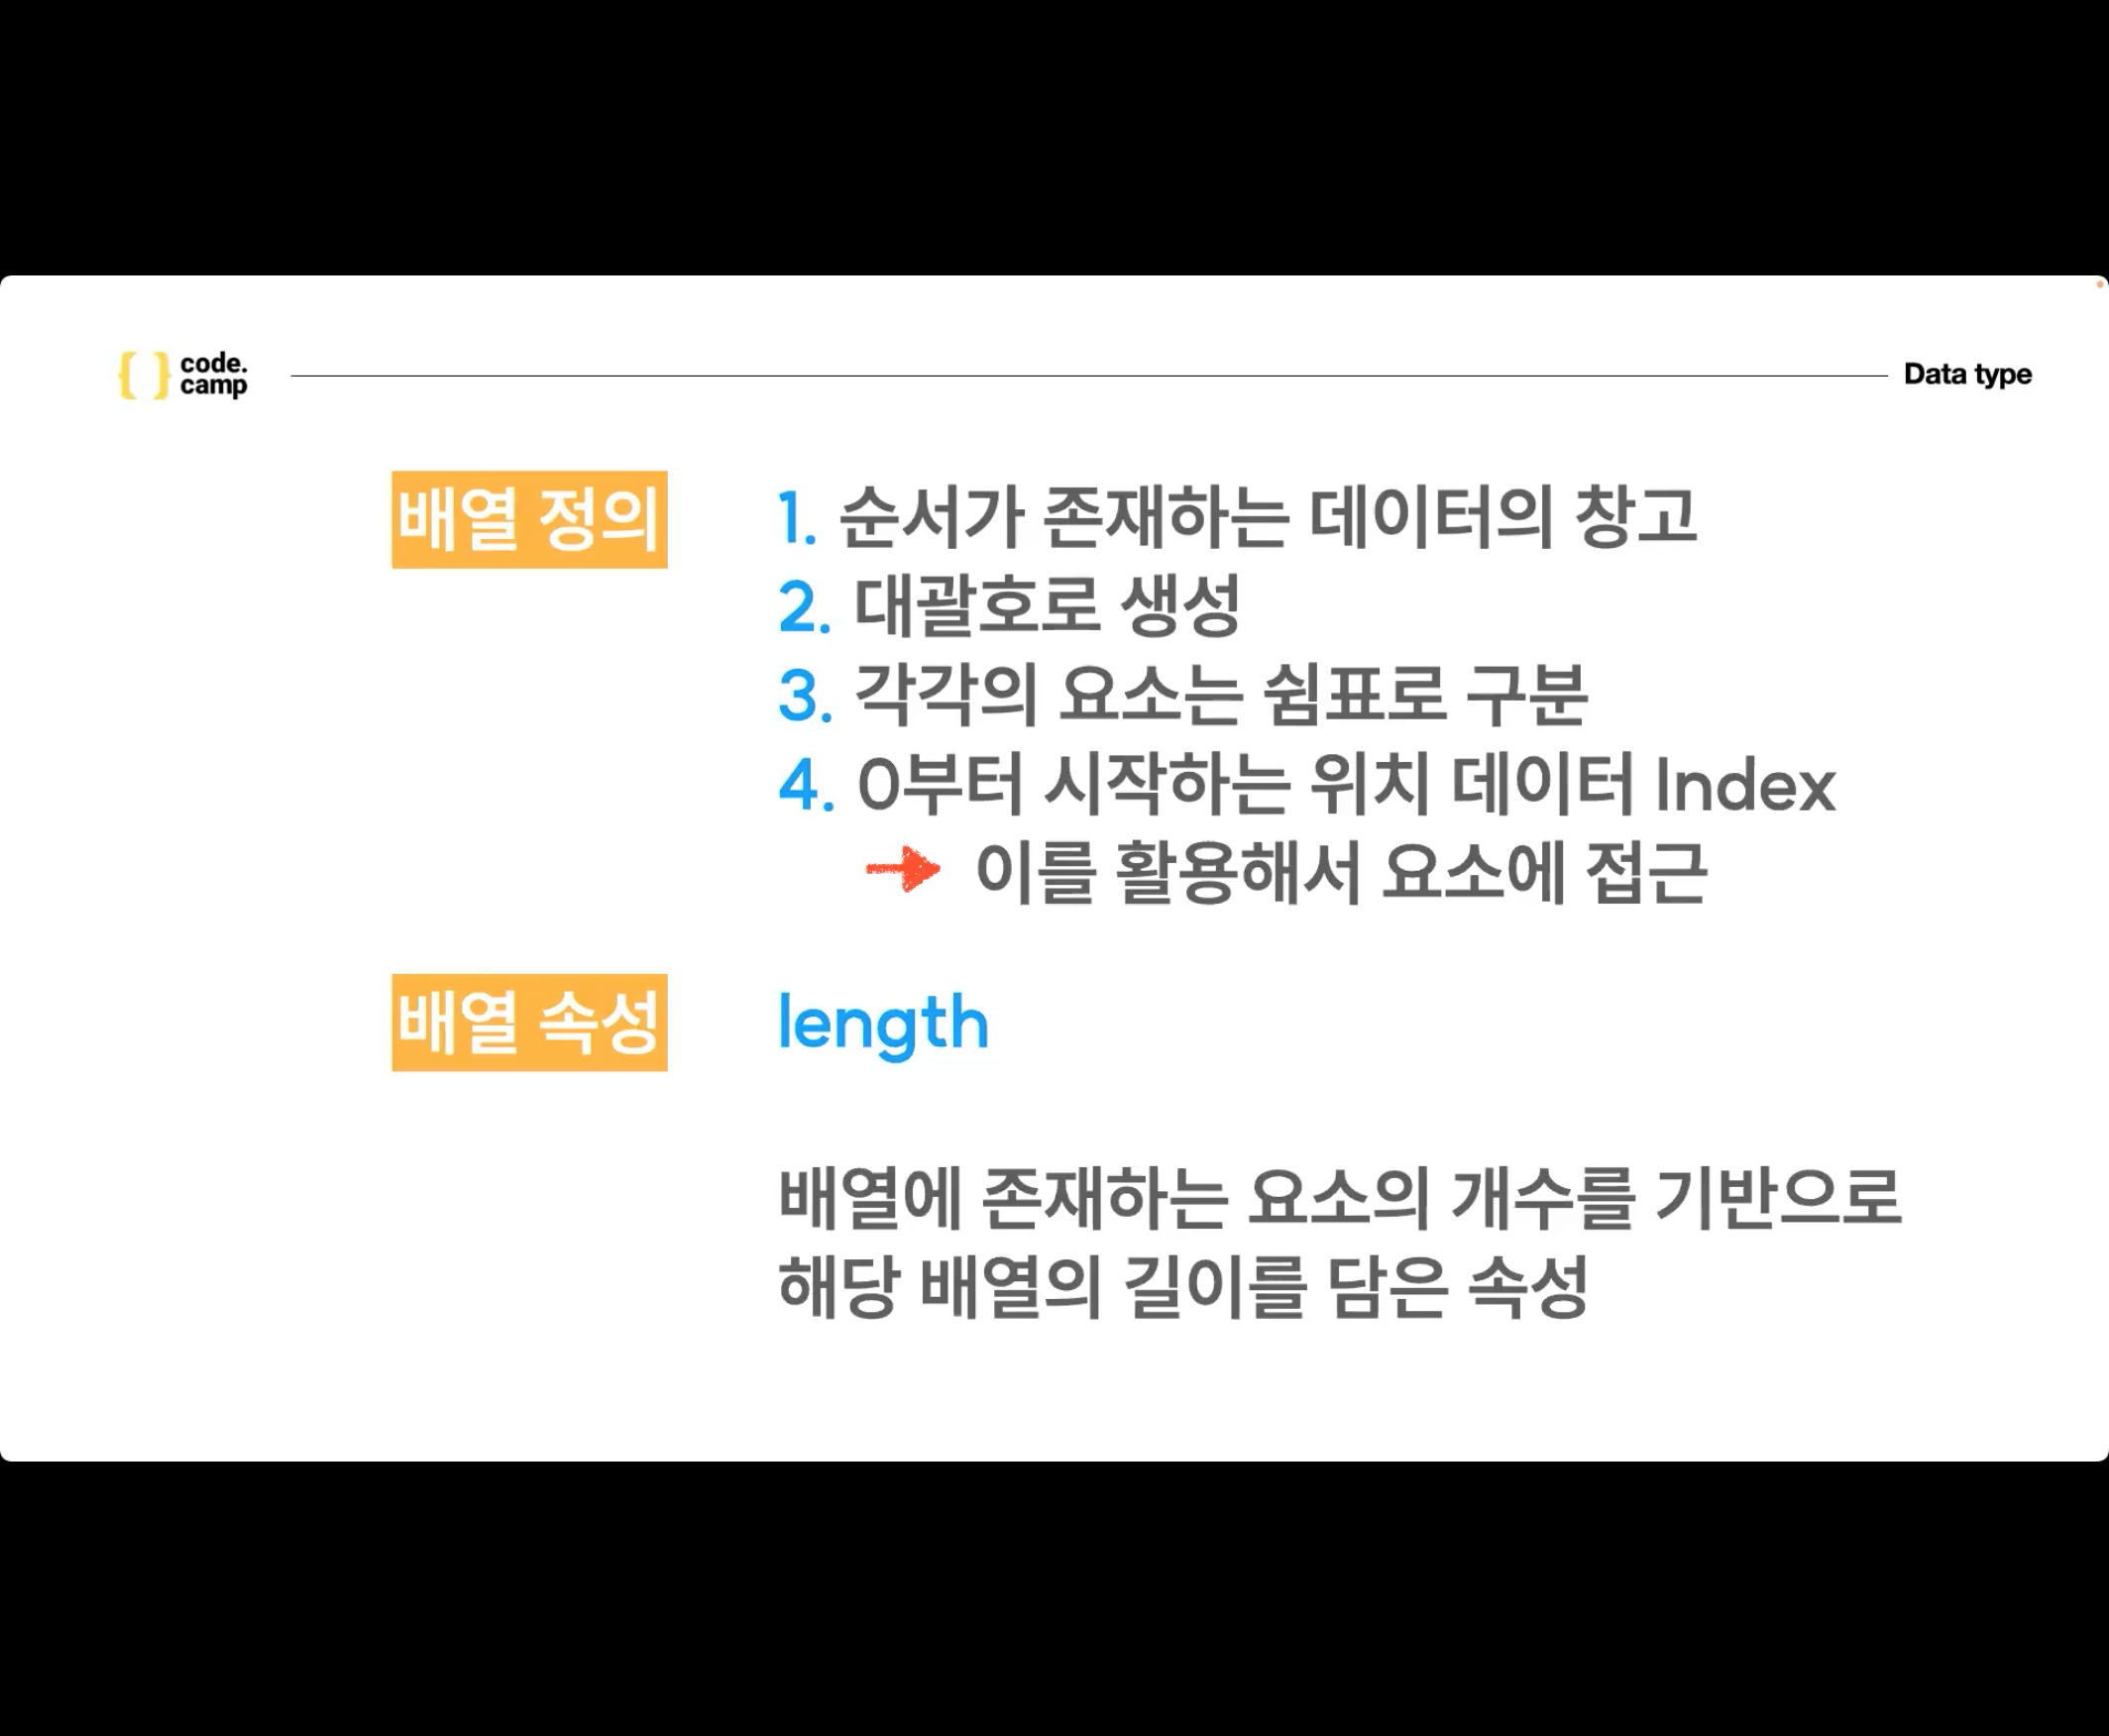 code.
camp
Data type
배열 정의
1. 순서가 존재하는 데이터의 창고
2. 대괄호로 생성
3. 각각의 요소는 쉼표로 구분
4. 0부터 시작하는 위치 데이터 Index
이를 활용해서 요소에 접근
배열 속성
length
배열에 존재하는 요소의 개수를 기반으로
해당 배열의 길이를 담은 속성